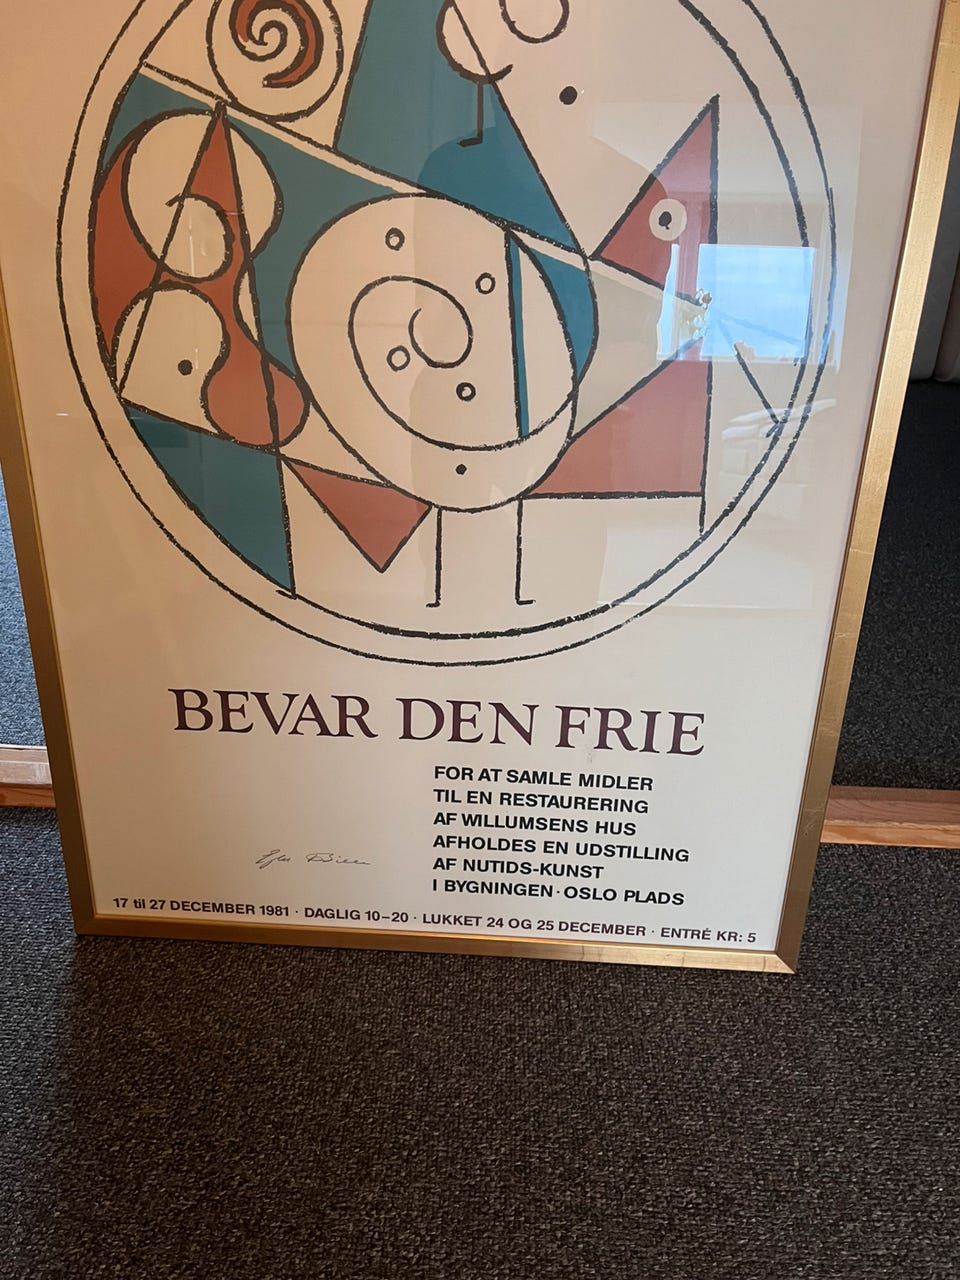 BEVAR DEN FRIE
FOR AT SAMLE MIDLER
TIL EN RESTAURERING
AF WILLUMSENS HUS
AFHOLDES EN UDSTILLING
AF NUTIDS-KUNST
I BYGNINGEN · OSLO PLADS
17 til 27 DECEMBER 1981 · DAGLIG 10–20 · LUKKET 24 OG 25 DECEMBER · ENTRÉ KR: 5